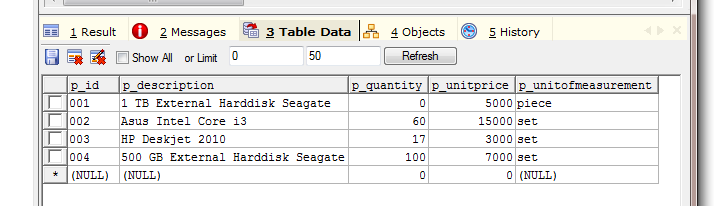 1 Result 2 Messages 3 Table Data 4 Objects 5 History
Show All or Limit 0 50 Refresh
p_id p_description p_quantity p_unitprice p_unitofmeasurement
001 1 TB External Harddisk Seagate 0 5000 piece
002 Asus Intel Core i3 60 15000 set
003 HP Deskjet 2010 17 3000 set
004 500 GB External Harddisk Seagate 100 7000 set
* (NULL) (NULL) 0 0 (NULL)